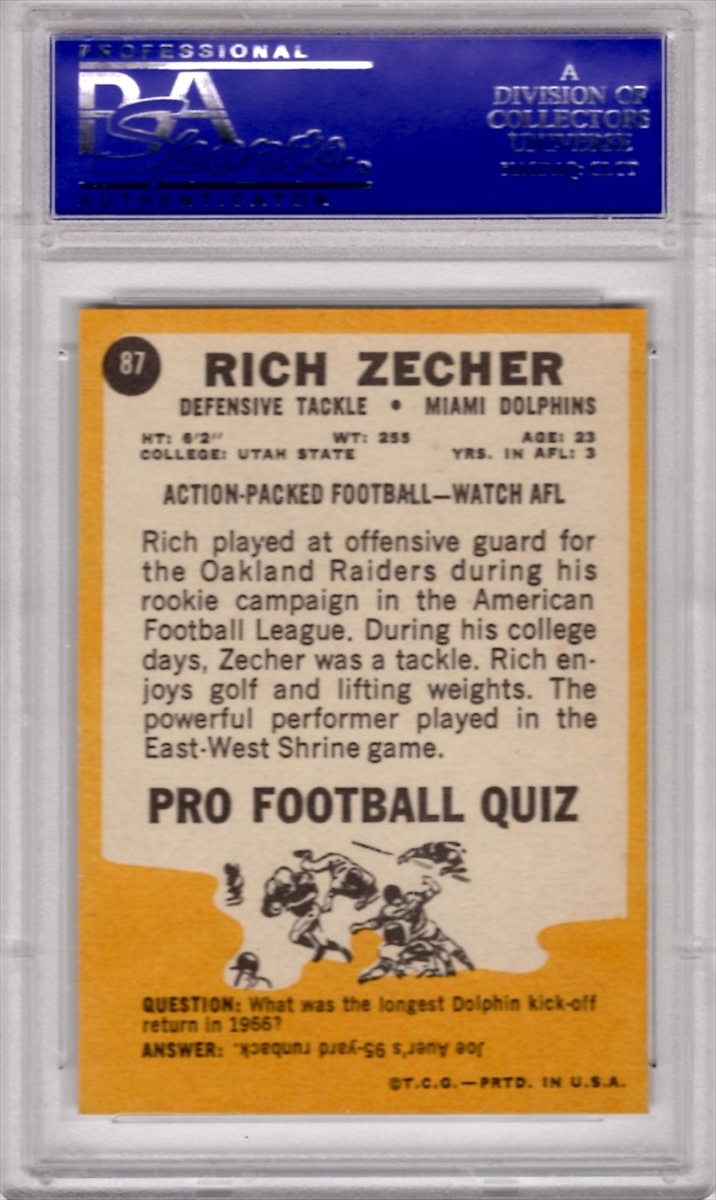 PROFESSIONAL
PSA
Sports.
AUTHENTICATOR
A
DIVISION OF
COLLECTORS
UNIVERSE
NASDAQ: CLCT
87
RICH ZECHER
DEFENSIVE TACKLE • MIAMI DOLPHINS
HT: 6'2" WT: 255 AGE: 23
COLLEGE: UTAH STATE YRS. IN AFL: 3
ACTION-PACKED FOOTBALL—WATCH AFL
Rich played at offensive guard for
the Oakland Raiders during his
rookie campaign in the American
Football League. During his college
days, Zecher was a tackle. Rich en-
joys golf and lifting weights. The
powerful performer played in the
East-West Shrine game.
PRO FOOTBALL QUIZ
QUESTION: What was the longest Dolphin kick-off
return in 1966?
ANSWER: Joe Auer's 95-yard runback.
©T.C.G.—PRTD. IN U.S.A.